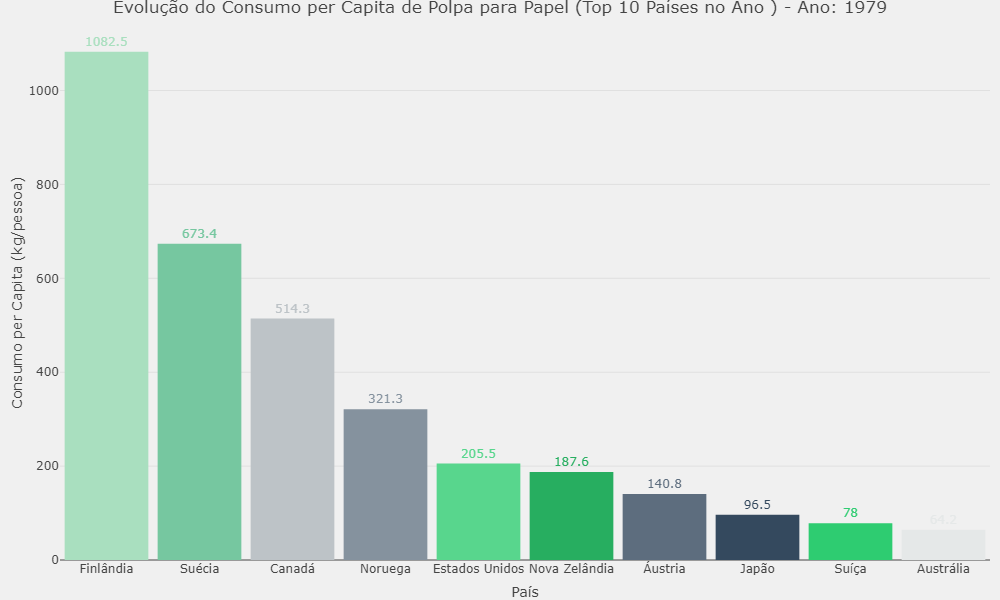 Evolução do Consumo per Capita de Polpa para Papel (Top 10 Países no Ano ) - Ano: 1979
1082.5
673.4
514.3
321.3
205.5
187.6
140.8
96.5
78
64.2
1000
800
600
400
200
0
Consumo per Capita (kg/pessoa)
Finlândia
Suécia
Canadá
Noruega
Estados Unidos
Nova Zelândia
Áustria
Japão
Suíça
Austrália
País